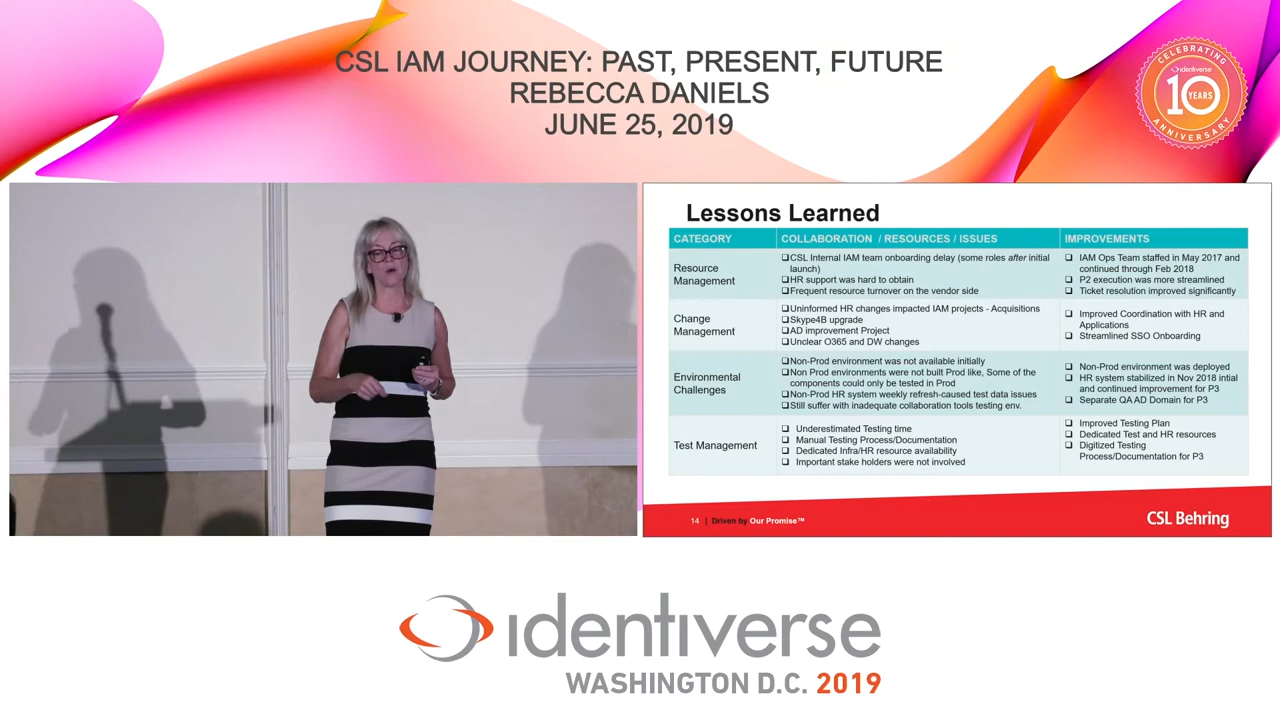 CSL IAM JOURNEY: PAST, PRESENT, FUTURE
REBECCA DANIELS
JUNE 25, 2019
CELEBRATING
identiverse
10
YEARS
ANNIVERSARY
Lessons Learned
CATEGORY
COLLABORATION / RESOURCES / ISSUES
IMPROVEMENTS
Resource
Management
CSL Internal IAM team onboarding delay (some roles after initial
launch)
HR support was hard to obtain
Frequent resource turnover on the vendor side
IAM Ops Team staffed in May 2017 and
continued through Feb 2018
P2 execution was more streamlined
Ticket resolution improved significantly
Change
Management
Uninformed HR changes impacted IAM projects - Acquisitions
Skype4B upgrade
AD improvement Project
Unclear O365 and DW changes
Improved Coordination with HR and
Applications
Streamlined SSO Onboarding
Environmental
Challenges
Non-Prod environment was not available initially
Non Prod environments were not built Prod like, Some of the
components could only be tested in Prod
Non-Prod HR system weekly refresh-caused test data issues
Still suffer with inadequate collaboration tools testing env.
Non-Prod environment was deployed
HR system stabilized in Nov 2018 intial
and continued improvement for P3
Separate QA AD Domain for P3
Test Management
Underestimated Testing time
Manual Testing Process/Documentation
Dedicated Infra/HR resource availability
Important stake holders were not involved
Improved Testing Plan
Dedicated Test and HR resources
Digitized Testing
Process/Documentation for P3
14 | Driven by Our Promise™
CSL Behring
identiverse
WASHINGTON D.C. 2019